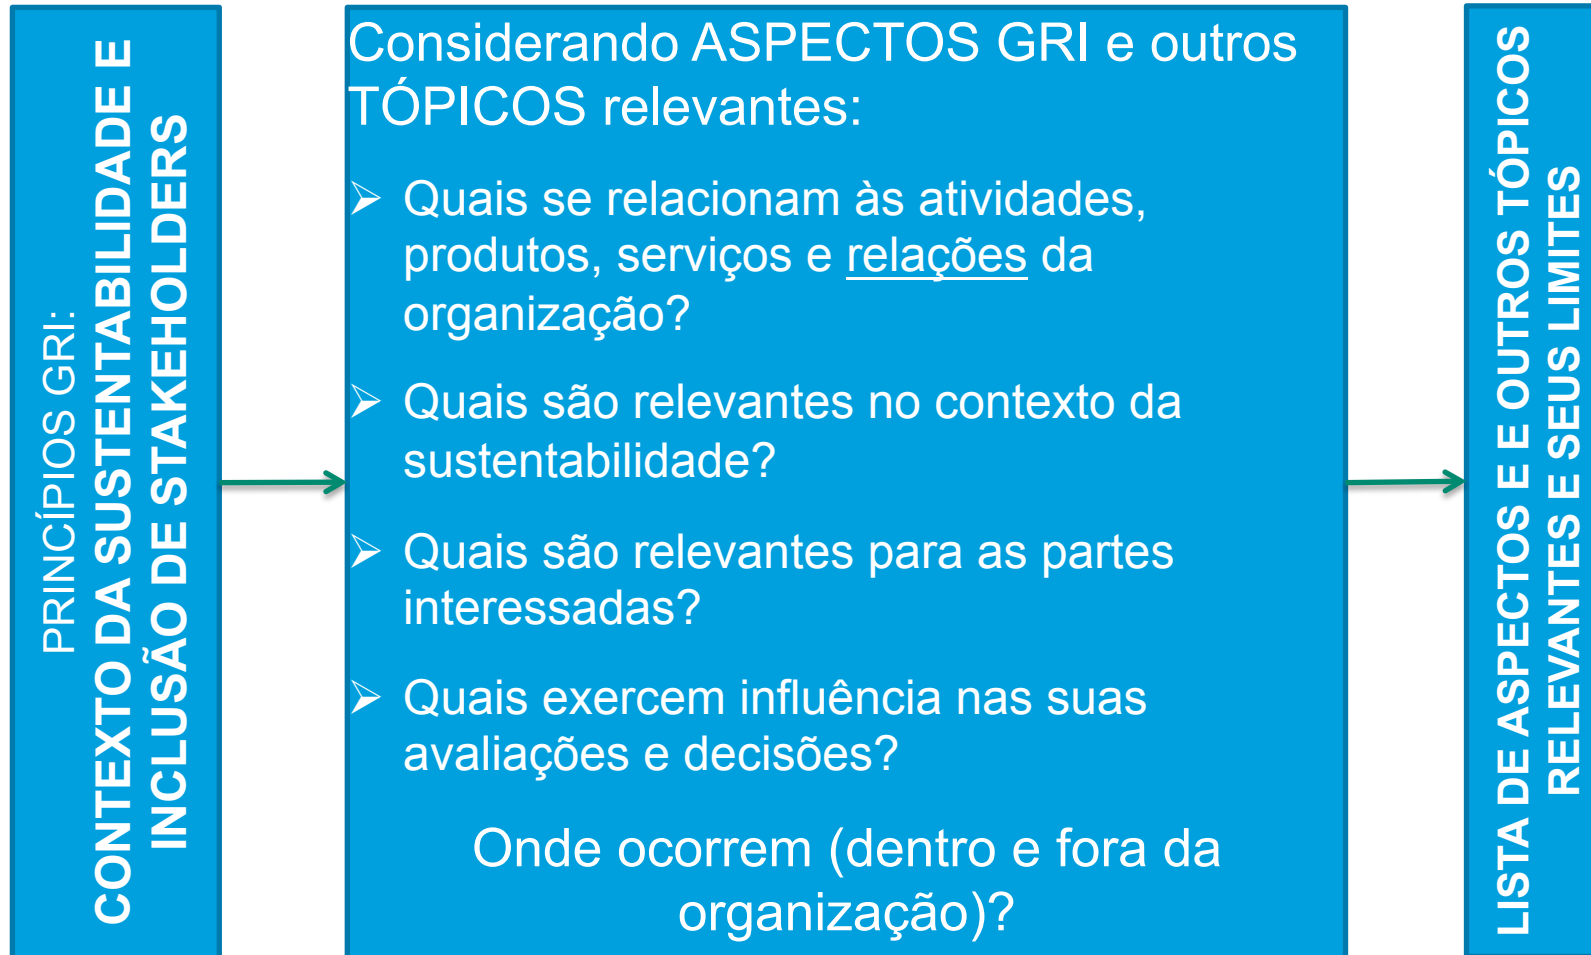 PRINCÍPIOS GRI:
CONTEXTO DA SUSTENTABILIDADE E
INCLUSÃO DE STAKEHOLDERS
Considerando ASPECTOS GRI e outros
TÓPICOS relevantes:
➢ Quais se relacionam às atividades,
produtos, serviços e relações da
organização?
➢ Quais são relevantes no contexto da
sustentabilidade?
➢ Quais são relevantes para as partes
interessadas?
➢ Quais exercem influência nas suas
avaliações e decisões?
Onde ocorrem (dentro e fora da
organização)?
LISTA DE ASPECTOS E E OUTROS TÓPICOS
RELEVANTES E SEUS LIMITES